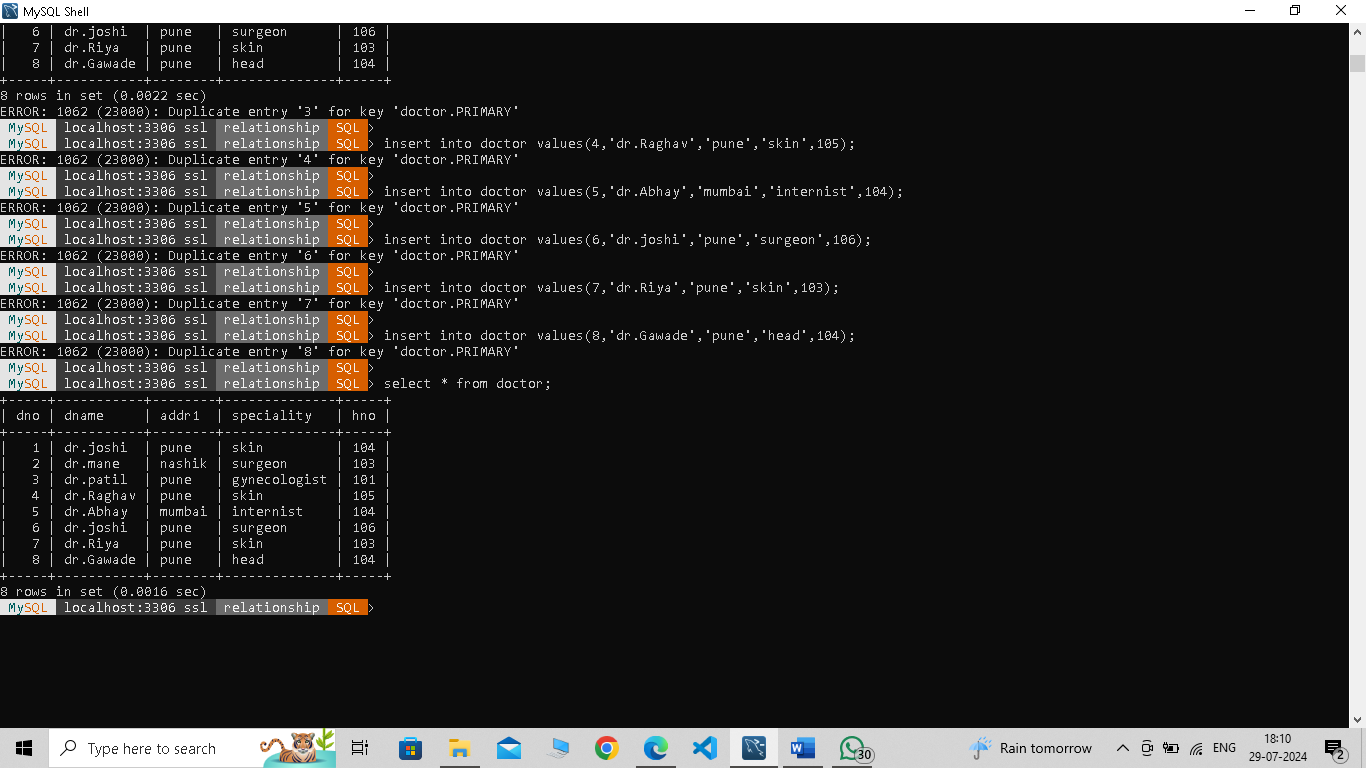 MySQL Shell
|   6 | dr.joshi  | pune   | surgeon      | 106 |
|   7 | dr.Riya   | pune   | skin         | 103 |
|   8 | dr.Gawade | pune   | head         | 104 |
+-----+-----------+--------+--------------+-----+
8 rows in set (0.0022 sec)
ERROR: 1062 (23000): Duplicate entry '3' for key 'doctor.PRIMARY'
MySQL localhost:3306 ssl relationship SQL >
MySQL localhost:3306 ssl relationship SQL > insert into doctor values(4,'dr.Raghav','pune','skin',105);
ERROR: 1062 (23000): Duplicate entry '4' for key 'doctor.PRIMARY'
MySQL localhost:3306 ssl relationship SQL >
MySQL localhost:3306 ssl relationship SQL > insert into doctor values(5,'dr.Abhay','mumbai','internist',104);
ERROR: 1062 (23000): Duplicate entry '5' for key 'doctor.PRIMARY'
MySQL localhost:3306 ssl relationship SQL >
MySQL localhost:3306 ssl relationship SQL > insert into doctor values(6,'dr.joshi','pune','surgeon',106);
ERROR: 1062 (23000): Duplicate entry '6' for key 'doctor.PRIMARY'
MySQL localhost:3306 ssl relationship SQL >
MySQL localhost:3306 ssl relationship SQL > insert into doctor values(7,'dr.Riya','pune','skin',103);
ERROR: 1062 (23000): Duplicate entry '7' for key 'doctor.PRIMARY'
MySQL localhost:3306 ssl relationship SQL >
MySQL localhost:3306 ssl relationship SQL > insert into doctor values(8,'dr.Gawade','pune','head',104);
ERROR: 1062 (23000): Duplicate entry '8' for key 'doctor.PRIMARY'
MySQL localhost:3306 ssl relationship SQL >
MySQL localhost:3306 ssl relationship SQL > select * from doctor;
+-----+-----------+--------+--------------+-----+
| dno | dname     | addr1  | speciality   | hno |
+-----+-----------+--------+--------------+-----+
|   1 | dr.joshi  | pune   | skin         | 104 |
|   2 | dr.mane   | nashik | surgeon      | 103 |
|   3 | dr.patil  | pune   | gynecologist | 101 |
|   4 | dr.Raghav | pune   | skin         | 105 |
|   5 | dr.Abhay  | mumbai | internist    | 104 |
|   6 | dr.joshi  | pune   | surgeon      | 106 |
|   7 | dr.Riya   | pune   | skin         | 103 |
|   8 | dr.Gawade | pune   | head         | 104 |
+-----+-----------+--------+--------------+-----+
8 rows in set (0.0016 sec)
MySQL localhost:3306 ssl relationship SQL >
Type here to search
30
Rain tomorrow
ENG
18:10
29-07-2024
2